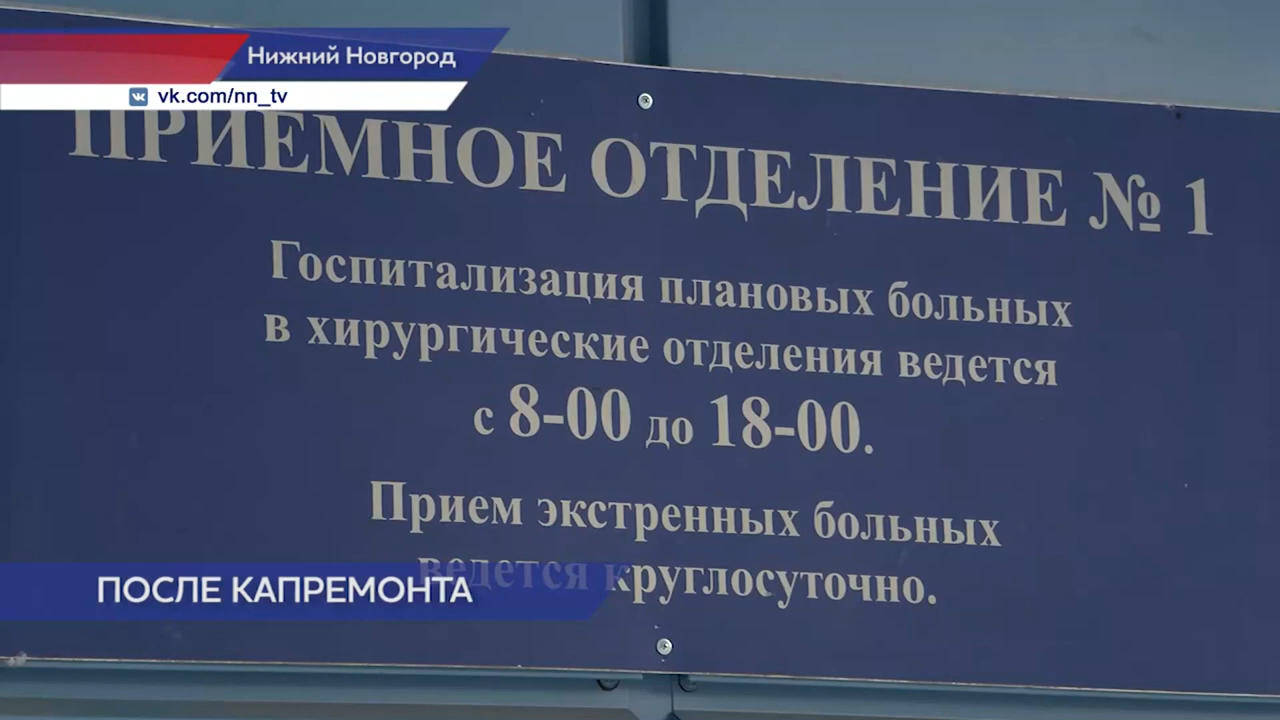 Нижний Новгород
vk.com/nn_tv
ПРИЕМНОЕ ОТДЕЛЕНИЕ № 1
Госпитализация плановых больных
в хирургические отделения ведется
с 8-00 до 18-00.
Прием экстренных больных
ведется круглосуточно.
ПОСЛЕ КАПРЕМОНТА